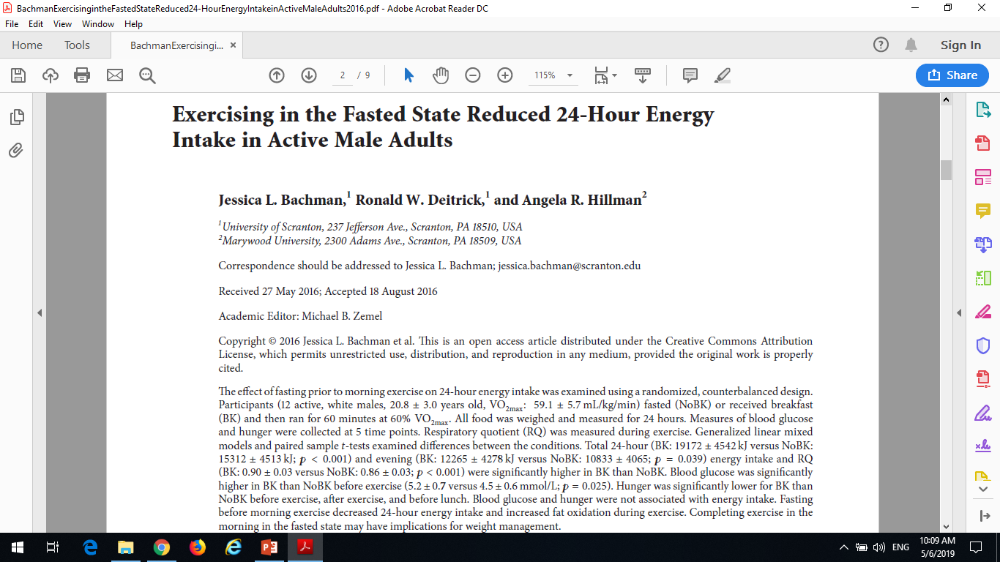 BachmanExercisingintheFastedStateReduced24-HourEnergyIntakeinActiveMaleAdults2016.pdf - Adobe Acrobat Reader DC
File Edit View Window Help
Home Tools BachmanExercisingi... × ? Sign In
2 / 9 115% Share
Exercising in the Fasted State Reduced 24-Hour Energy
Intake in Active Male Adults
Jessica L. Bachman,¹ Ronald W. Deitrick,¹ and Angela R. Hillman²
¹University of Scranton, 237 Jefferson Ave., Scranton, PA 18510, USA
²Marywood University, 2300 Adams Ave., Scranton, PA 18509, USA
Correspondence should be addressed to Jessica L. Bachman; jessica.bachman@scranton.edu
Received 27 May 2016; Accepted 18 August 2016
Academic Editor: Michael B. Zemel
Copyright © 2016 Jessica L. Bachman et al. This is an open access article distributed under the Creative Commons Attribution
License, which permits unrestricted use, distribution, and reproduction in any medium, provided the original work is properly
cited.
The effect of fasting prior to morning exercise on 24-hour energy intake was examined using a randomized, counterbalanced design.
Participants (12 active, white males, 20.8 ± 3.0 years old, VO₂max: 59.1 ± 5.7 mL/kg/min) fasted (NoBK) or received breakfast
(BK) and then ran for 60 minutes at 60% VO₂max. All food was weighed and measured for 24 hours. Measures of blood glucose
and hunger were collected at 5 time points. Respiratory quotient (RQ) was measured during exercise. Generalized linear mixed
models and paired sample t-tests examined differences between the conditions. Total 24-hour (BK: 19172 ± 4542 kJ versus NoBK:
15312 ± 4513 kJ; p < 0.001) and evening (BK: 12265 ± 4278 kJ versus NoBK: 10833 ± 4065; p = 0.039) energy intake and RQ
(BK: 0.90 ± 0.03 versus NoBK: 0.86 ± 0.03; p < 0.001) were significantly higher in BK than NoBK. Blood glucose was significantly
higher in BK than NoBK before exercise (5.2 ± 0.7 versus 4.5 ± 0.6 mmol/L; p = 0.025). Hunger was significantly lower for BK than
NoBK before exercise, after exercise, and before lunch. Blood glucose and hunger were not associated with energy intake. Fasting
before morning exercise decreased 24-hour energy intake and increased fat oxidation during exercise. Completing exercise in the
morning in the fasted state may have implications for weight management.
ENG 10:09 AM
5/6/2019